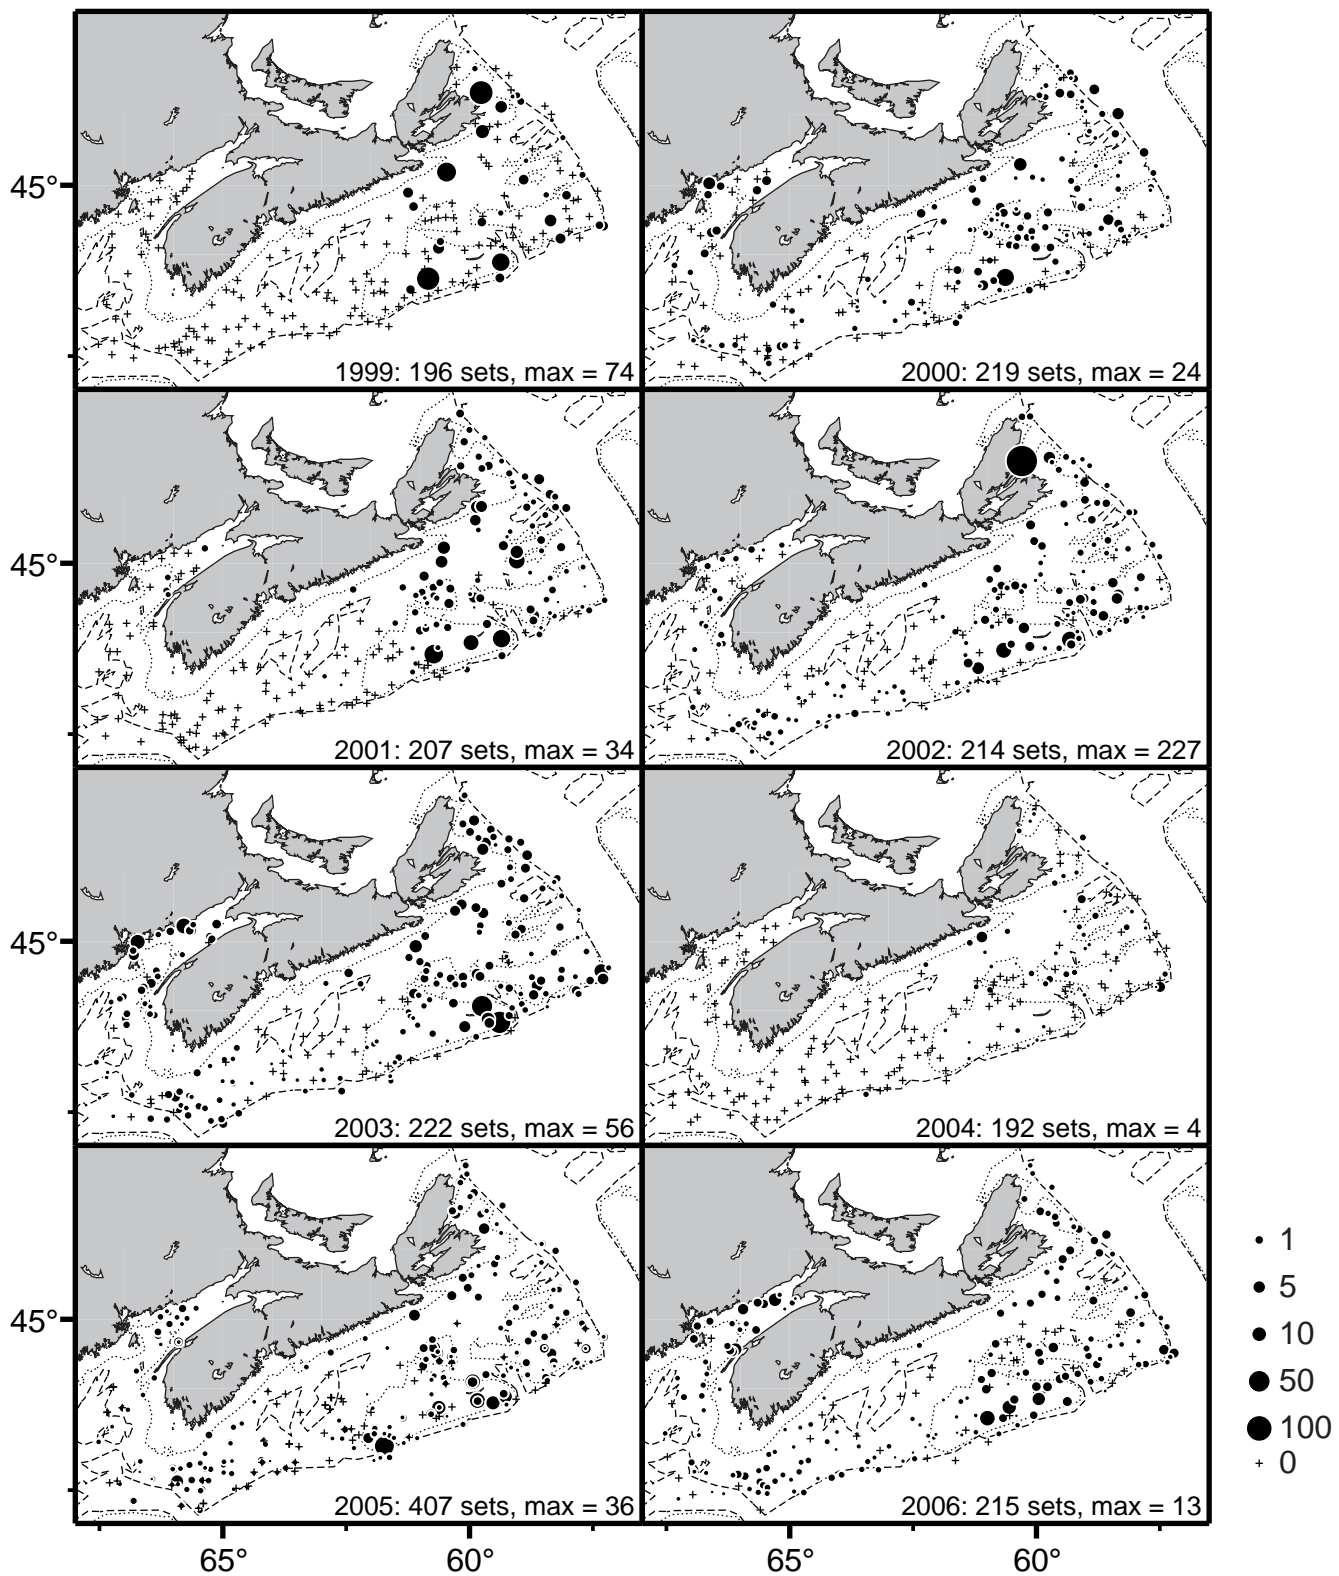 45°
1999: 196 sets, max = 74
2000: 219 sets, max = 24
45°
2001: 207 sets, max = 34
2002: 214 sets, max = 227
45°
2003: 222 sets, max = 56
2004: 192 sets, max = 4
45°
2005: 407 sets, max = 36
2006: 215 sets, max = 13
1
5
10
50
100
0
65°
60°
65°
60°